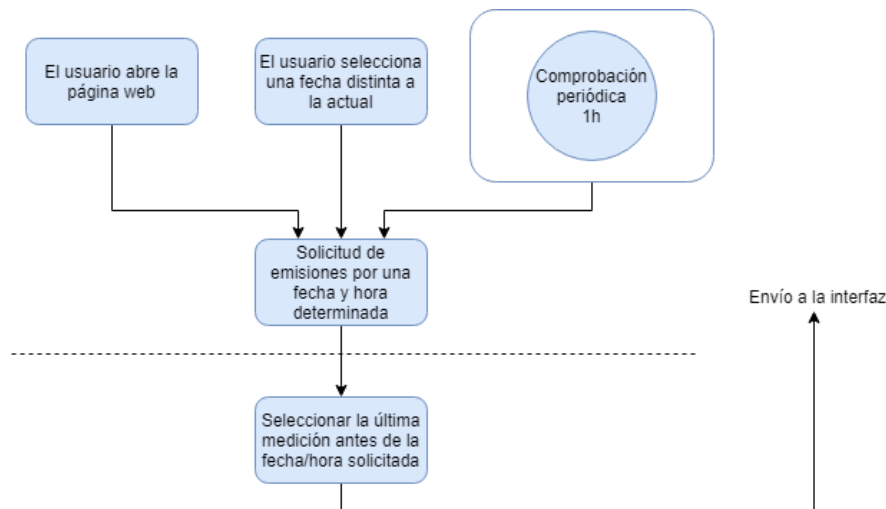 El usuario abre la
página web
El usuario selecciona
una fecha distinta a
la actual
Comprobación
periódica
1h
Solicitud de
emisiones por una
fecha y hora
determinada
Envío a la interfaz
Seleccionar la última
medición antes de la
fecha/hora solicitada